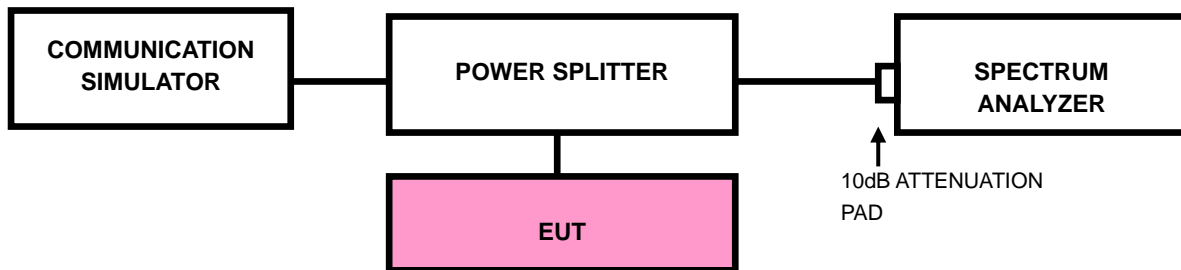 COMMUNICATION
SIMULATOR
POWER SPLITTER
SPECTRUM
ANALYZER
10dB ATTENUATION
PAD
EUT